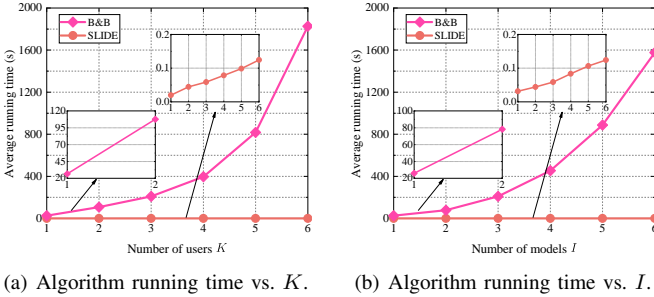 2000
1600
1200
800
400
0
Average running time (s)
B&B
SLIDE
0.2
0.1
0.0
1 2 3 4 5 6
120
95
70
45
20
1 2
1 2 3 4 5 6
Number of users K
(a) Algorithm running time vs. K.
2000
1600
1200
800
400
0
Average running time (s)
B&B
SLIDE
0.2
0.1
0.0
1 2 3 4 5 6
100
80
60
40
20
1 2
1 2 3 4 5 6
Number of models I
(b) Algorithm running time vs. I.